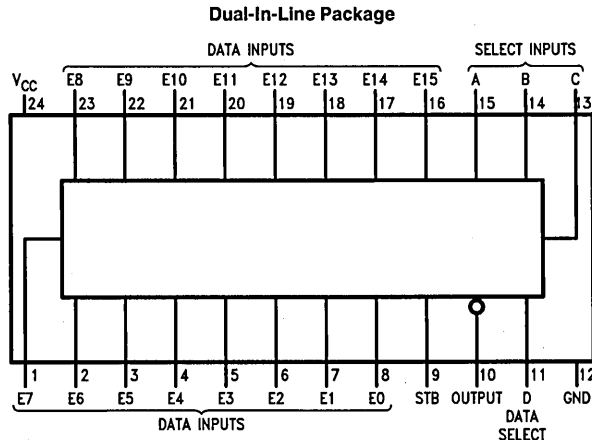 Dual-In-Line Package
DATA INPUTS SELECT INPUTS
VCC E8 E9 E10 E11 E12 E13 E14 E15 A B C
24 23 22 21 20 19 18 17 16 15 14 13
1 2 3 4 5 6 7 8 9 10 11 12
E7 E6 E5 E4 E3 E2 E1 E0 STB OUTPUT D GND
DATA INPUTS DATA
SELECT